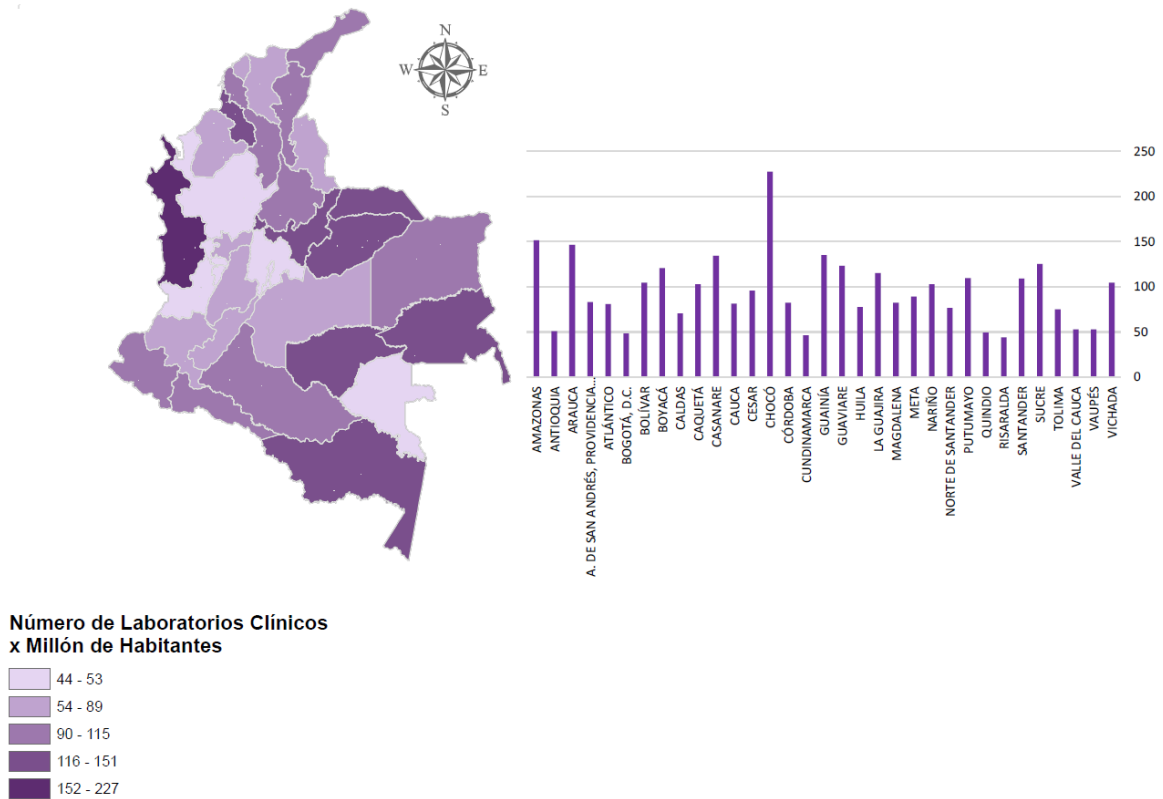 N
W E
S
250
200
150
100
50
0
AMAZONAS
ANTIOQUIA
ARAUCA
A. DE SAN ANDRÉS, PROVIDENCIA...
ATLÁNTICO
BOGOTÁ, D.C.
BOLÍVAR
BOYACÁ
CALDAS
CAQUETÁ
CASANARE
CAUCA
CESAR
CHOCÓ
CÓRDOBA
CUNDINAMARCA
GUAINÍA
GUAVIARE
HUILA
LA GUAJIRA
MAGDALENA
META
NARIÑO
NORTE DE SANTANDER
PUTUMAYO
QUINDIO
RISARALDA
SANTANDER
SUCRE
TOLIMA
VALLE DEL CAUCA
VAUPÉS
VICHADA
Número de Laboratorios Clínicos
x Millón de Habitantes
44 - 53
54 - 89
90 - 115
116 - 151
152 - 227